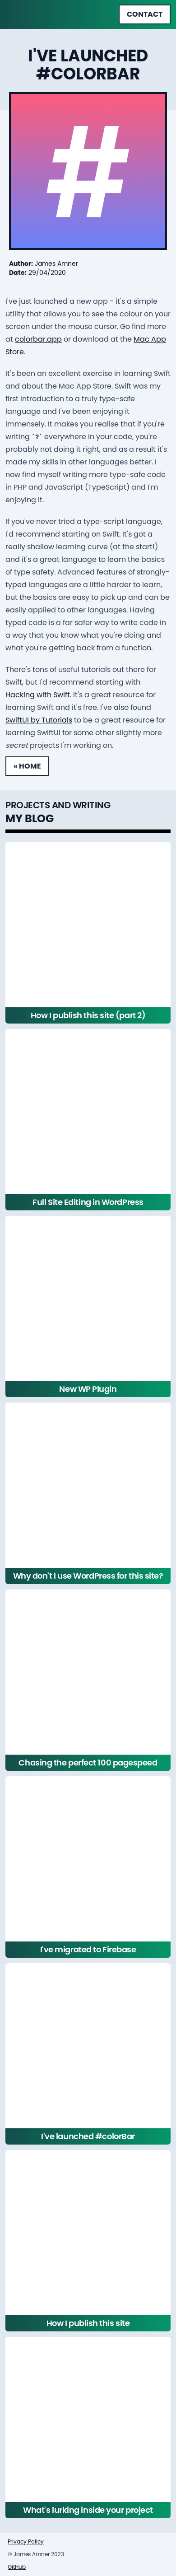 CONTACT
I'VE LAUNCHED
#COLORBAR
#
Author: James Amner
Date: 29/04/2020
I've just launched a new app - it's a simple
utility that allows you to see the colour on your
screen under the mouse cursor. Go find more
at colorbar.app or download at the Mac App
Store.
It's been an excellent exercise in learning Swift
and about the Mac App Store. Swift was my
first introduction to a truly type-safe
language and I've been enjoying it
immensely. It makes you realise that if you're
writing `?` everywhere in your code, you're
probably not doing it right, and as a result it's
made my skills in other languages better. I
now find myself writing more type-safe code
in PHP and JavaScript (TypeScript) and I'm
enjoying it.
If you've never tried a type-script language,
I'd recommend starting on Swift. It's got a
really shallow learning curve (at the start!)
and it's a great language to learn the basics
of type safety. Advanced features of strongly-
typed languages are a little harder to learn,
but the basics are easy to pick up and can be
easily applied to other languages. Having
typed code is a far safer way to write code in
a way that you know what you're doing and
what you're getting back from a function.
There's tons of useful tutorials out there for
Swift, but I'd recommend starting with
Hacking with Swift. It's a great resource for
learning Swift and it's free. I've also found
SwiftUI by Tutorials to be a great resource for
learning SwiftUI for some other slightly more
secret projects I'm working on.
« HOME
PROJECTS AND WRITING
MY BLOG
How I publish this site (part 2)
Full Site Editing in WordPress
New WP Plugin
Why don't I use WordPress for this site?
Chasing the perfect 100 pagespeed
I've migrated to Firebase
I've launched #colorBar
How I publish this site
What's lurking inside your project
Privacy Policy
© James Amner 2023
GitHub